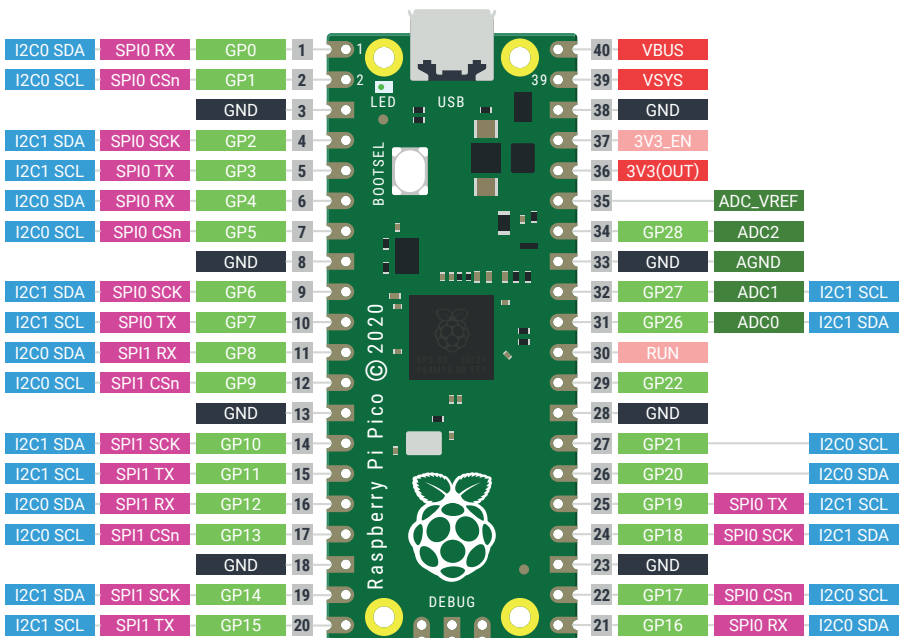 I2C0 SDA SPI0 RX GP0 1 1 40 VBUS
I2C0 SCL SPI0 CSn GP1 2 2 39 39 VSYS
GND 3 LED USB 38 GND
I2C1 SDA SPI0 SCK GP2 4 37 3V3_EN
I2C1 SCL SPI0 TX GP3 5 BOOTSEL 36 3V3(OUT)
I2C0 SDA SPI0 RX GP4 6 35 ADC_VREF
I2C0 SCL SPI0 CSn GP5 7 34 GP28 ADC2
GND 8 33 GND AGND
I2C1 SDA SPI0 SCK GP6 9 32 GP27 ADC1 I2C1 SCL
I2C1 SCL SPI0 TX GP7 10 31 GP26 ADC0 I2C1 SDA
I2C0 SDA SPI1 RX GP8 11 30 RUN
I2C0 SCL SPI1 CSn GP9 12 29 GP22
GND 13 28 GND
I2C1 SDA SPI1 SCK GP10 14 27 GP21 I2C0 SCL
I2C1 SCL SPI1 TX GP11 15 26 GP20 I2C0 SDA
I2C0 SDA SPI1 RX GP12 16 25 GP19 SPI0 TX I2C1 SCL
I2C0 SCL SPI1 CSn GP13 17 24 GP18 SPI0 SCK I2C1 SDA
GND 18 23 GND
I2C1 SDA SPI1 SCK GP14 19 22 GP17 SPI0 CSn I2C0 SCL
I2C1 SCL SPI1 TX GP15 20 21 GP16 SPI0 RX I2C0 SDA
Raspberry Pi Pico © 2020
DEBUG